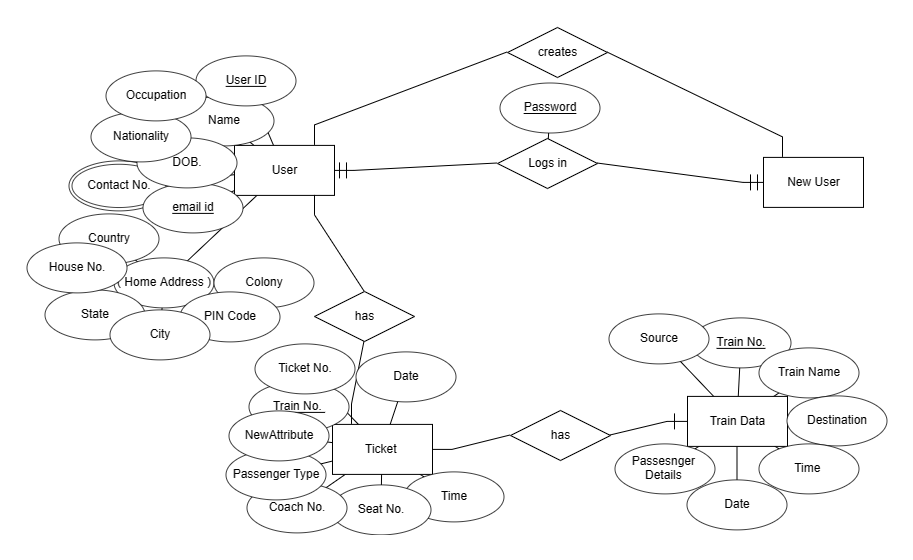 creates
User ID
Occupation
Password
Name
Nationality
DOB.
Logs in
User
New User
Contact No.
email id
Country
House No.
( Home Address )
Colony
State
PIN Code
has
City
Source
Train No.
Ticket No.
Date
Train Name
Train No.
Train Data
Destination
NewAttribute
Ticket
has
Passesnger
Details
Time
Passenger Type
Time
Coach No.
Seat No.
Date